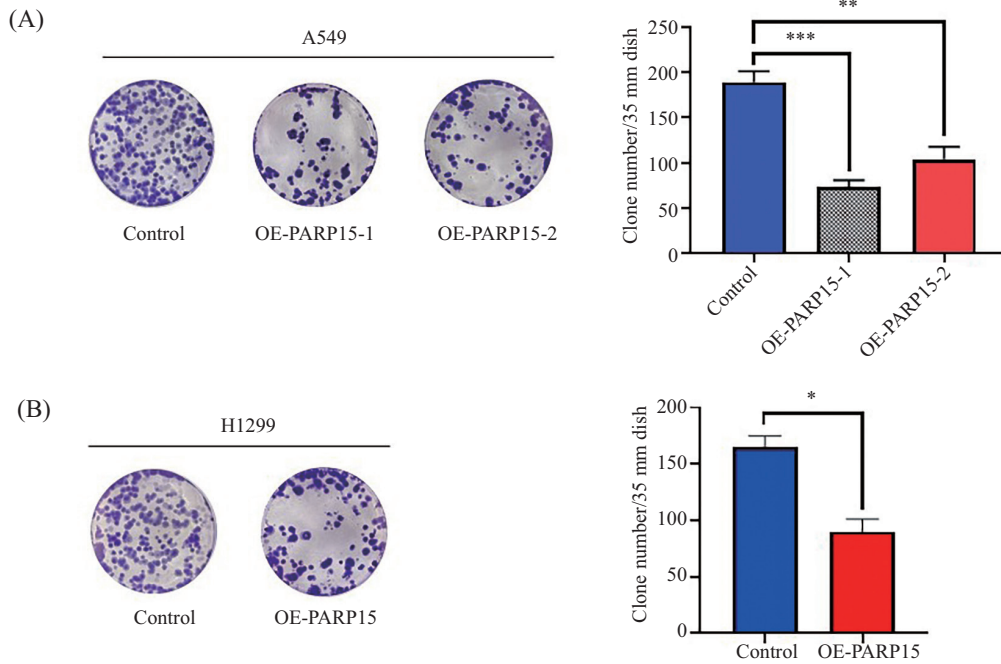 (A)
A549
Control
OE-PARP15-1
OE-PARP15-2
**
***
Clone number/35 mm dish
250
200
150
100
50
0
Control
OE-PARP15-1
OE-PARP15-2
(B)
H1299
Control
OE-PARP15
*
Clone number/35 mm dish
200
150
100
50
0
Control
OE-PARP15